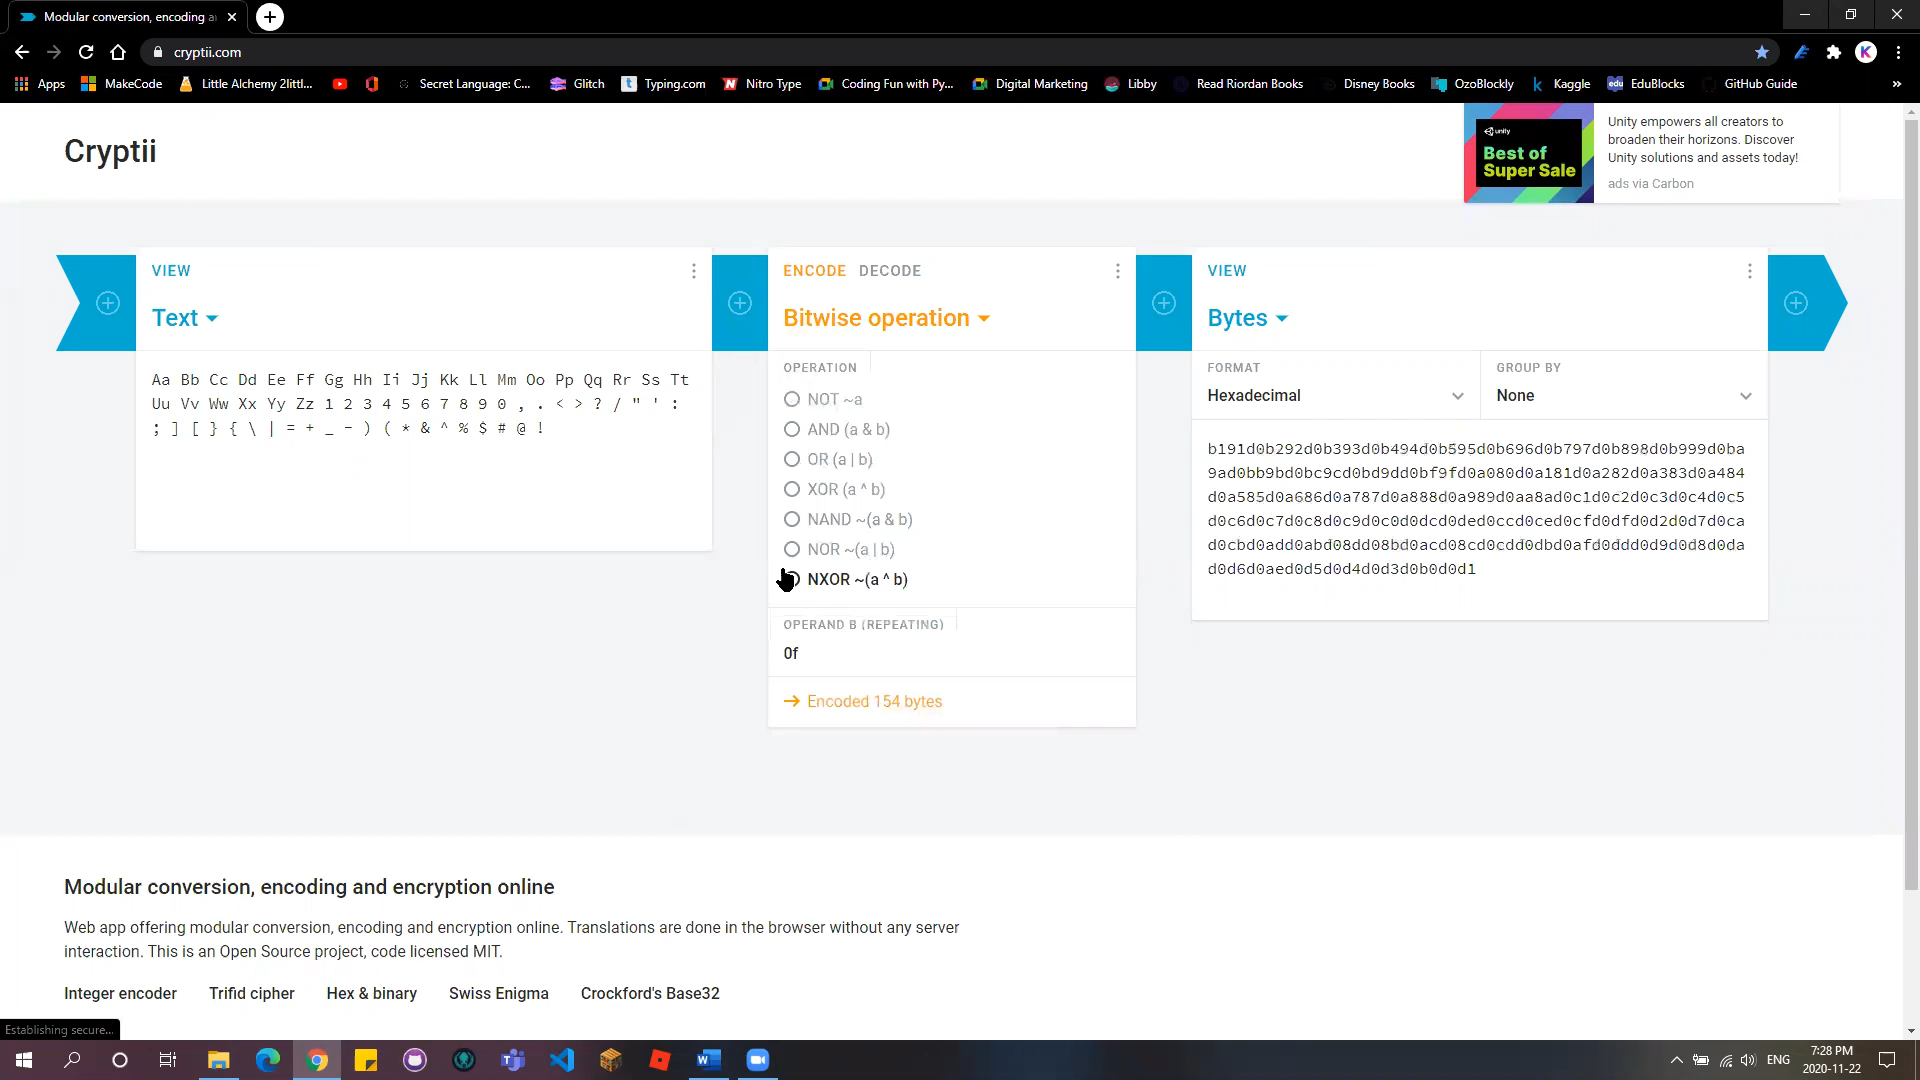 Modular conversion, encoding a
cryptii.com
Apps
MakeCode
Little Alchemy 2littl...
Secret Language: C...
Glitch
Typing.com
Nitro Type
Coding Fun with Py...
Digital Marketing
Libby
Read Riordan Books
Disney Books
OzoBlockly
Kaggle
EduBlocks
GitHub Guide
Cryptii
unity
Best of
Super Sale
Unity empowers all creators to
broaden their horizons. Discover
Unity solutions and assets today!
ads via Carbon
VIEW
Text
Aa Bb Cc Dd Ee Ff Gg Hh Ii Jj Kk Ll Mm Oo Pp Qq Rr Ss Tt
Uu Vv Ww Xx Yy Zz 1 2 3 4 5 6 7 8 9 0 , . < > ? / " ' :
; ] [ } { \ | = + _ - ) ( * & ^ % $ # @ !
ENCODE DECODE
Bitwise operation
OPERATION
NOT ~a
AND (a & b)
OR (a | b)
XOR (a ^ b)
NAND ~(a & b)
NOR ~(a | b)
NXOR ~(a ^ b)
OPERAND B (REPEATING)
0f
→ Encoded 154 bytes
VIEW
Bytes
FORMAT
Hexadecimal
GROUP BY
None
b191d0b292d0b393d0b494d0b595d0b696d0b797d0b898d0b999d0ba
9ad0bb9bd0bc9cd0bd9dd0bf9fd0a080d0a181d0a282d0a383d0a484
d0a585d0a686d0a787d0a888d0a989d0aa8ad0c1d0c2d0c3d0c4d0c5
d0c6d0c7d0c8d0c9d0c0d0dcd0ded0ccd0ced0cfd0dfd0d2d0d7d0ca
d0cbd0add0abd08dd08bd0acd08cd0cdd0dbd0afd0ddd0d9d0d8d0da
d0d6d0aed0d5d0d4d0d3d0b0d0d1
Modular conversion, encoding and encryption online
Web app offering modular conversion, encoding and encryption online. Translations are done in the browser without any server
interaction. This is an Open Source project, code licensed MIT.
Integer encoder
Trifid cipher
Hex & binary
Swiss Enigma
Crockford's Base32
Establishing secure...
ENG
7:28 PM
2020-11-22